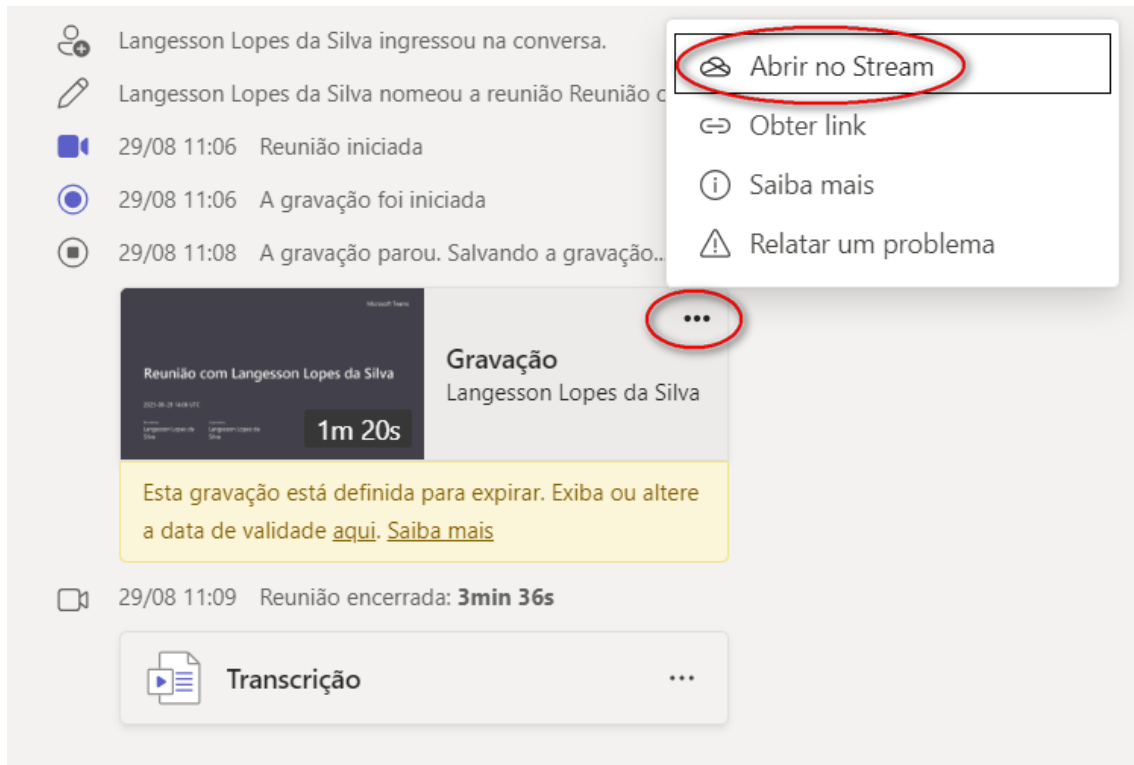 Langesson Lopes da Silva ingressou na conversa.
Langesson Lopes da Silva nomeou a reunião Reunião c
29/08 11:06 Reunião iniciada
29/08 11:06 A gravação foi iniciada
29/08 11:08 A gravação parou. Salvando a gravação...
Abrir no Stream
Obter link
Saiba mais
Relatar um problema
Microsoft Teams
Reunião com Langesson Lopes da Silva
1m 20s
Gravação
Langesson Lopes da Silva
Esta gravação está definida para expirar. Exiba ou altere
a data de validade aqui. Saiba mais
29/08 11:09 Reunião encerrada: 3min 36s
Transcrição